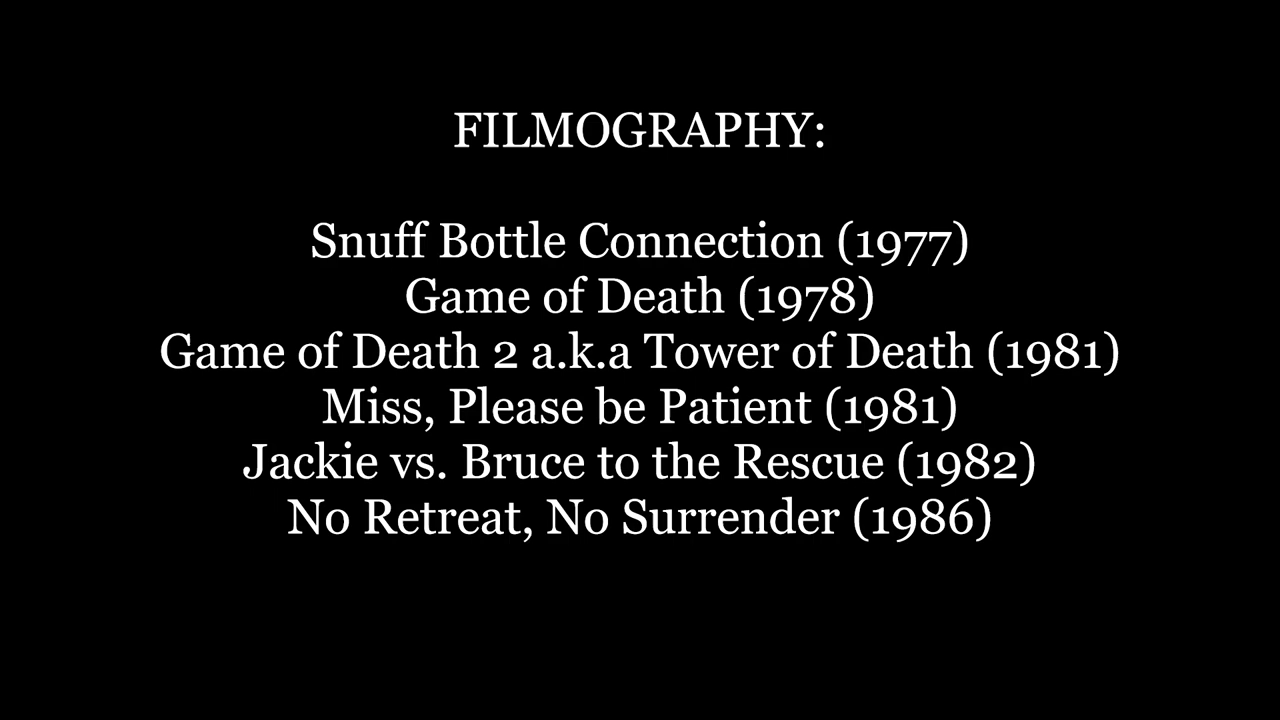 FILMOGRAPHY:
Snuff Bottle Connection (1977)
Game of Death (1978)
Game of Death 2 a.k.a Tower of Death (1981)
Miss, Please be Patient (1981)
Jackie vs. Bruce to the Rescue (1982)
No Retreat, No Surrender (1986)